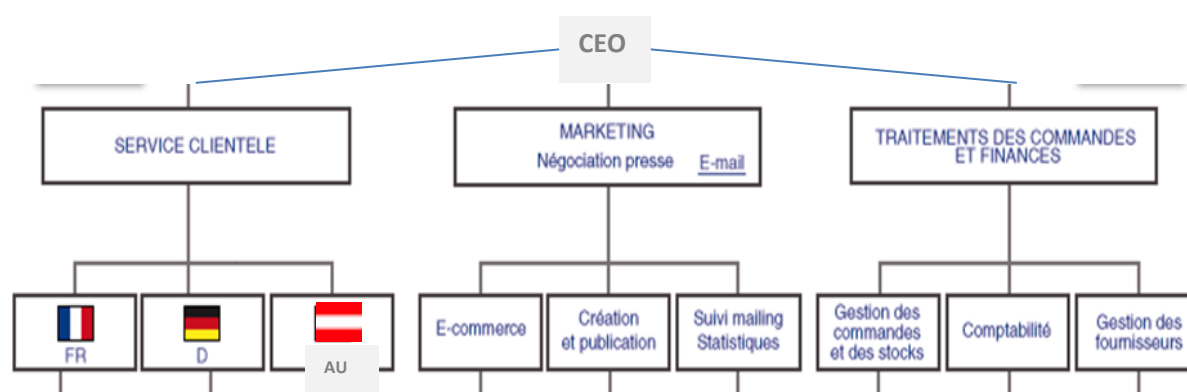 CEO
SERVICE CLIENTELE
MARKETING
Négociation presse E-mail
TRAITEMENTS DES COMMANDES
ET FINANCES
FR
D
AU
E-commerce
Création
et publication
Suivi mailing
Statistiques
Gestion des
commandes
et des stocks
Comptabilité
Gestion des
fournisseurs